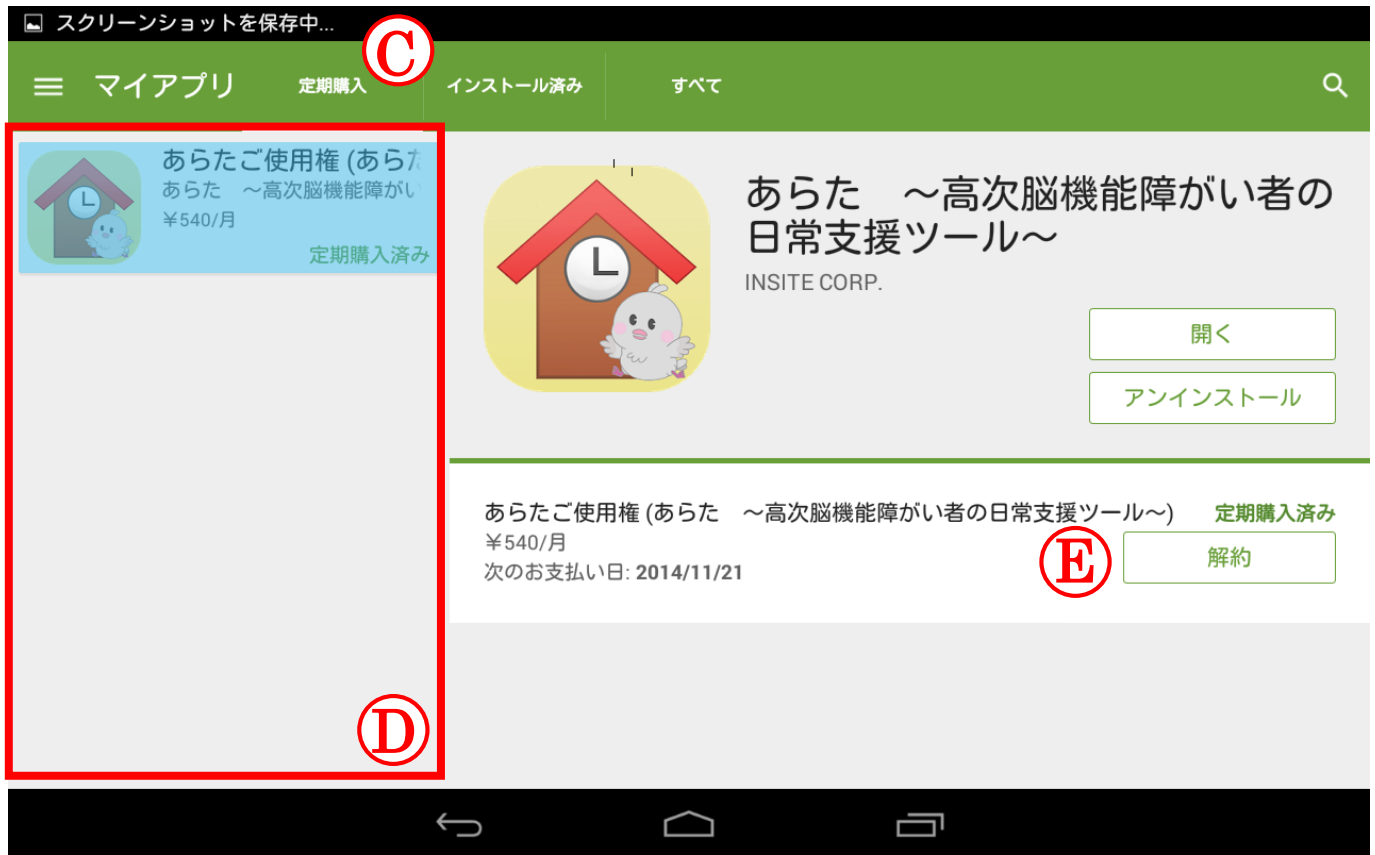 スクリーンショットを保存中...
Ⓒ
マイアプリ 定期購入 インストール済み すべて
あらたご使用権 (あらた
あらた　～高次脳機能障がい
￥540/月
定期購入済み
Ⓓ
あらた　～高次脳機能障がい者の
日常支援ツール～
INSITE CORP.
開く
アンインストール
あらたご使用権 (あらた　～高次脳機能障がい者の日常支援ツール～) 定期購入済み
￥540/月
Ⓔ 解約
次のお支払い日: 2014/11/21